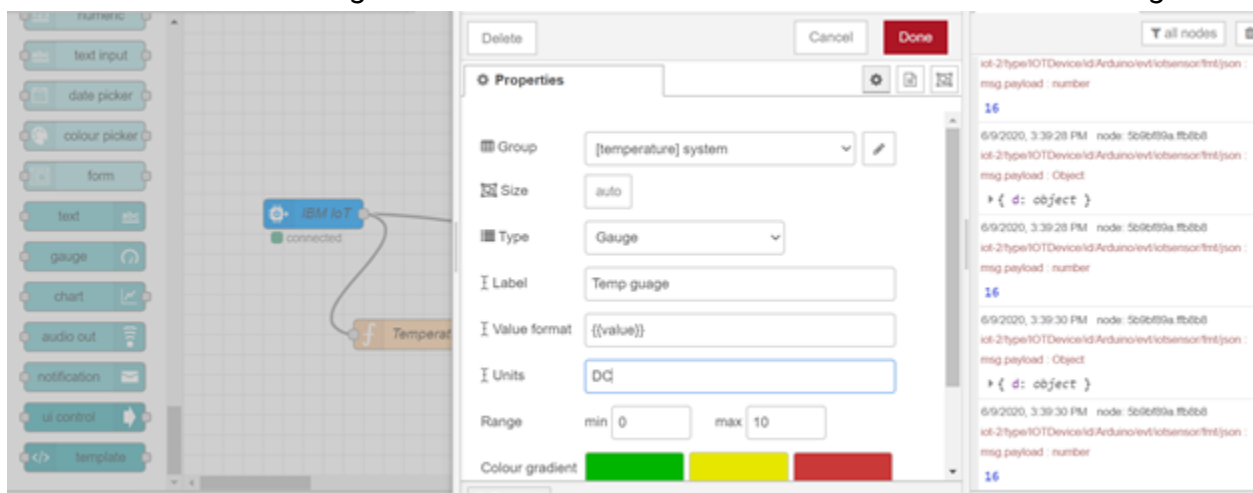 numeric
text input
date picker
colour picker
form
text abc
gauge
chart
audio out
notification
ui control
template
IBM IoT
connected
Temperat
Delete Cancel Done
Properties
Group [temperature] system
Size auto
Type Gauge
Label Temp guage
Value format {{value}}
Units DC
Range min 0 max 10
Colour gradient
all nodes
iot-2/type/IOTDevice/id/Arduino/evt/iotsensor/fmt/json :
msg.payload : number
16
6/9/2020, 3:39:28 PM node: 5b9bf89a.ffb8b8
iot-2/type/IOTDevice/id/Arduino/evt/iotsensor/fmt/json :
msg.payload : Object
{ d: object }
6/9/2020, 3:39:28 PM node: 5b9bf89a.ffb8b8
iot-2/type/IOTDevice/id/Arduino/evt/iotsensor/fmt/json :
msg.payload : number
16
6/9/2020, 3:39:30 PM node: 5b9bf89a.ffb8b8
iot-2/type/IOTDevice/id/Arduino/evt/iotsensor/fmt/json :
msg.payload : Object
{ d: object }
6/9/2020, 3:39:30 PM node: 5b9bf89a.ffb8b8
iot-2/type/IOTDevice/id/Arduino/evt/iotsensor/fmt/json :
msg.payload : number
16